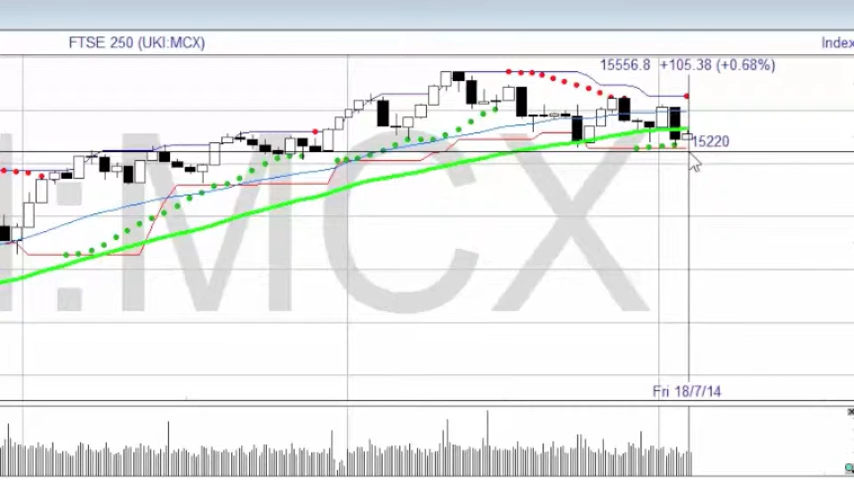 FTSE 250 (UKI:MCX)
Index
15556.8 +105.38 (+0.68%)
:MCX
15220
Fri 18/7/14